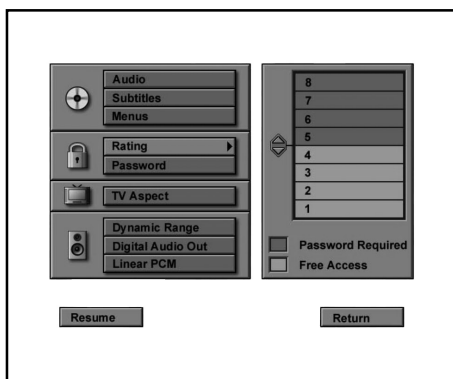 Audio
Subtitles
Menus
Rating
Password
TV Aspect
Dynamic Range
Digital Audio Out
Linear PCM
8
7
6
5
4
3
2
1
Password Required
Free Access
Resume
Return